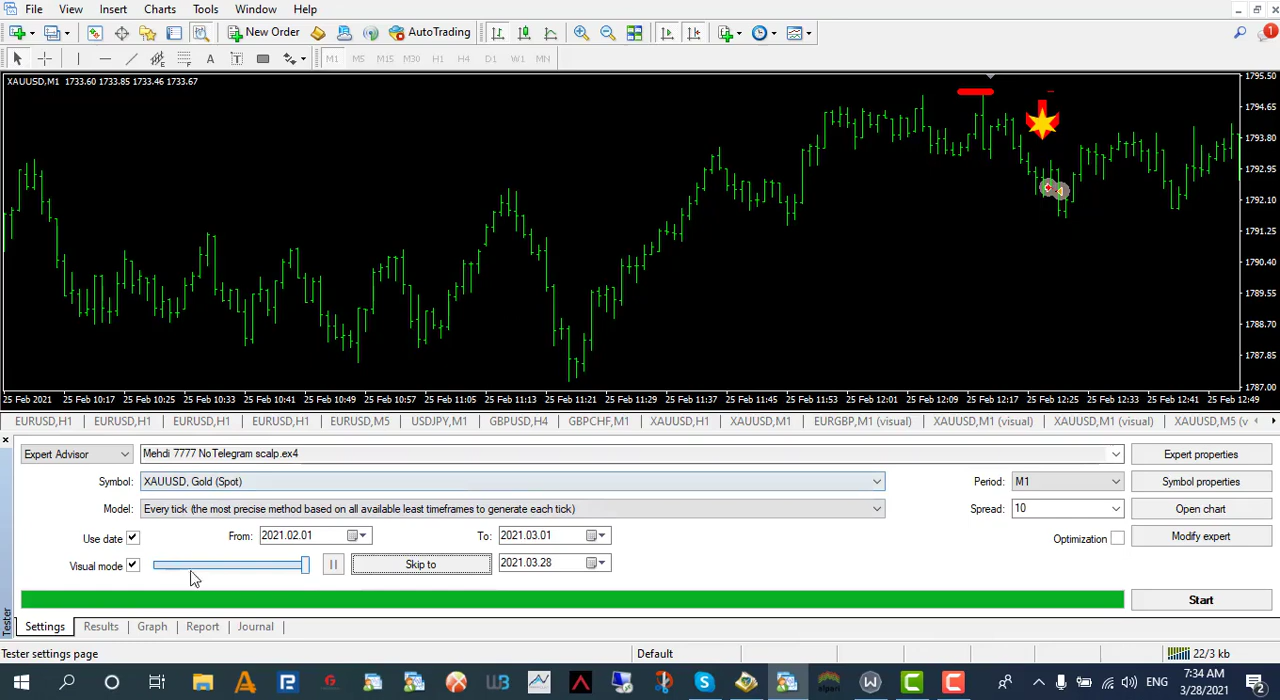 File View Insert Charts Tools Window Help
New Order AutoTrading 1
A T M1 M5 M15 M30 H1 H4 D1 W1 MN
XAUUSD,M1 1733.60 1733.85 1733.46 1733.67
1795.50
1794.65
1793.80
1792.95
1792.10
1791.25
1790.40
1789.55
1788.70
1787.85
1787.00
25 Feb 2021 25 Feb 10:17 25 Feb 10:25 25 Feb 10:33 25 Feb 10:41 25 Feb 10:49 25 Feb 10:57 25 Feb 11:05 25 Feb 11:13 25 Feb 11:21 25 Feb 11:29 25 Feb 11:37 25 Feb 11:45 25 Feb 11:53 25 Feb 12:01 25 Feb 12:09 25 Feb 12:17 25 Feb 12:25 25 Feb 12:33 25 Feb 12:41 25 Feb 12:49
EURUSD,H1 EURUSD,H1 EURUSD,H1 EURUSD,H1 EURUSD,M5 USDJPY,M1 GBPUSD,H4 GBPCHF,M1 XAUUSD,H1 XAUUSD,M1 EURGBP,M1 (visual) XAUUSD,M1 (visual) XAUUSD,M1 (visual) XAUUSD,M5 (v
Expert Advisor Mehdi 7777 NoTelegram scalp.ex4 Expert properties
Symbol: XAUUSD, Gold (Spot) Period: M1 Symbol properties
Model: Every tick (the most precise method based on all available least timeframes to generate each tick) Spread: 10 Open chart
Use date From: 2021.02.01 To: 2021.03.01 Optimization Modify expert
Visual mode Skip to 2021.03.28
Start
Tester
Settings Results Graph Report Journal
Tester settings page Default 22/3 kb
ENG 7:34 AM
3/28/2021 2